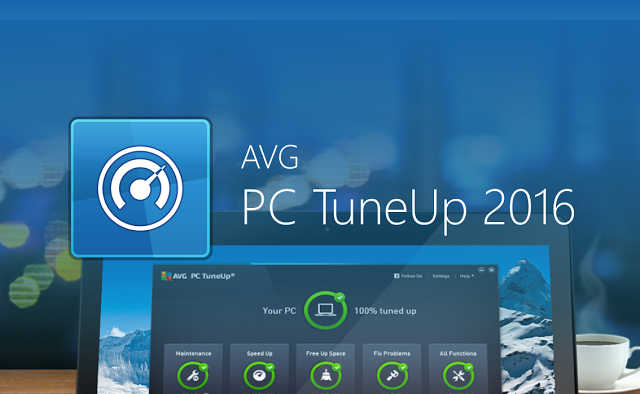 AVG
PC TuneUp 2016
AVG PC TuneUp®
Follow Us
Settings
Help
Your PC
100% tuned up
Maintenance
Speed Up
Free Up Space
Fix Problems
All Functions